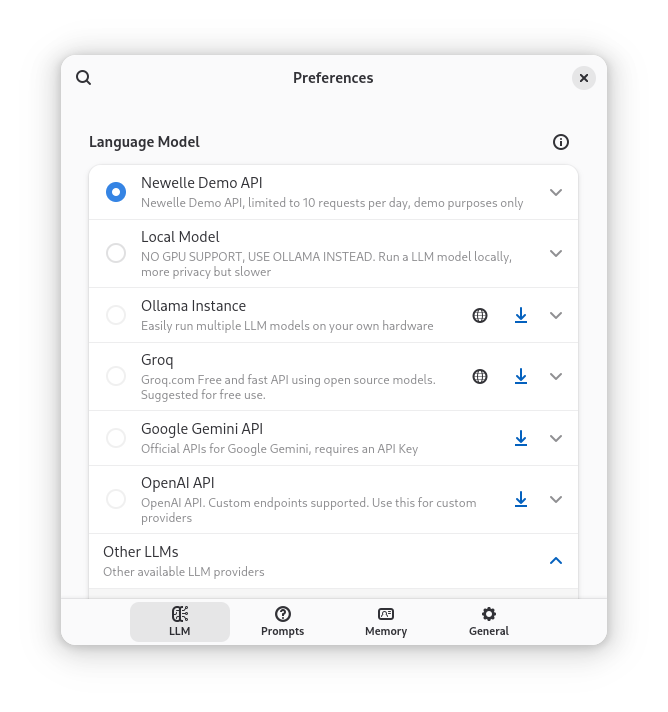 Preferences
Language Model
Newelle Demo API
Newelle Demo API, limited to 10 requests per day, demo purposes only
Local Model
NO GPU SUPPORT, USE OLLAMA INSTEAD. Run a LLM model locally,
more privacy but slower
Ollama Instance
Easily run multiple LLM models on your own hardware
Groq
Groq.com Free and fast API using open source models.
Suggested for free use.
Google Gemini API
Official APIs for Google Gemini, requires an API Key
OpenAI API
OpenAI API. Custom endpoints supported. Use this for custom
providers
Other LLMs
Other available LLM providers
LLM
Prompts
Memory
General